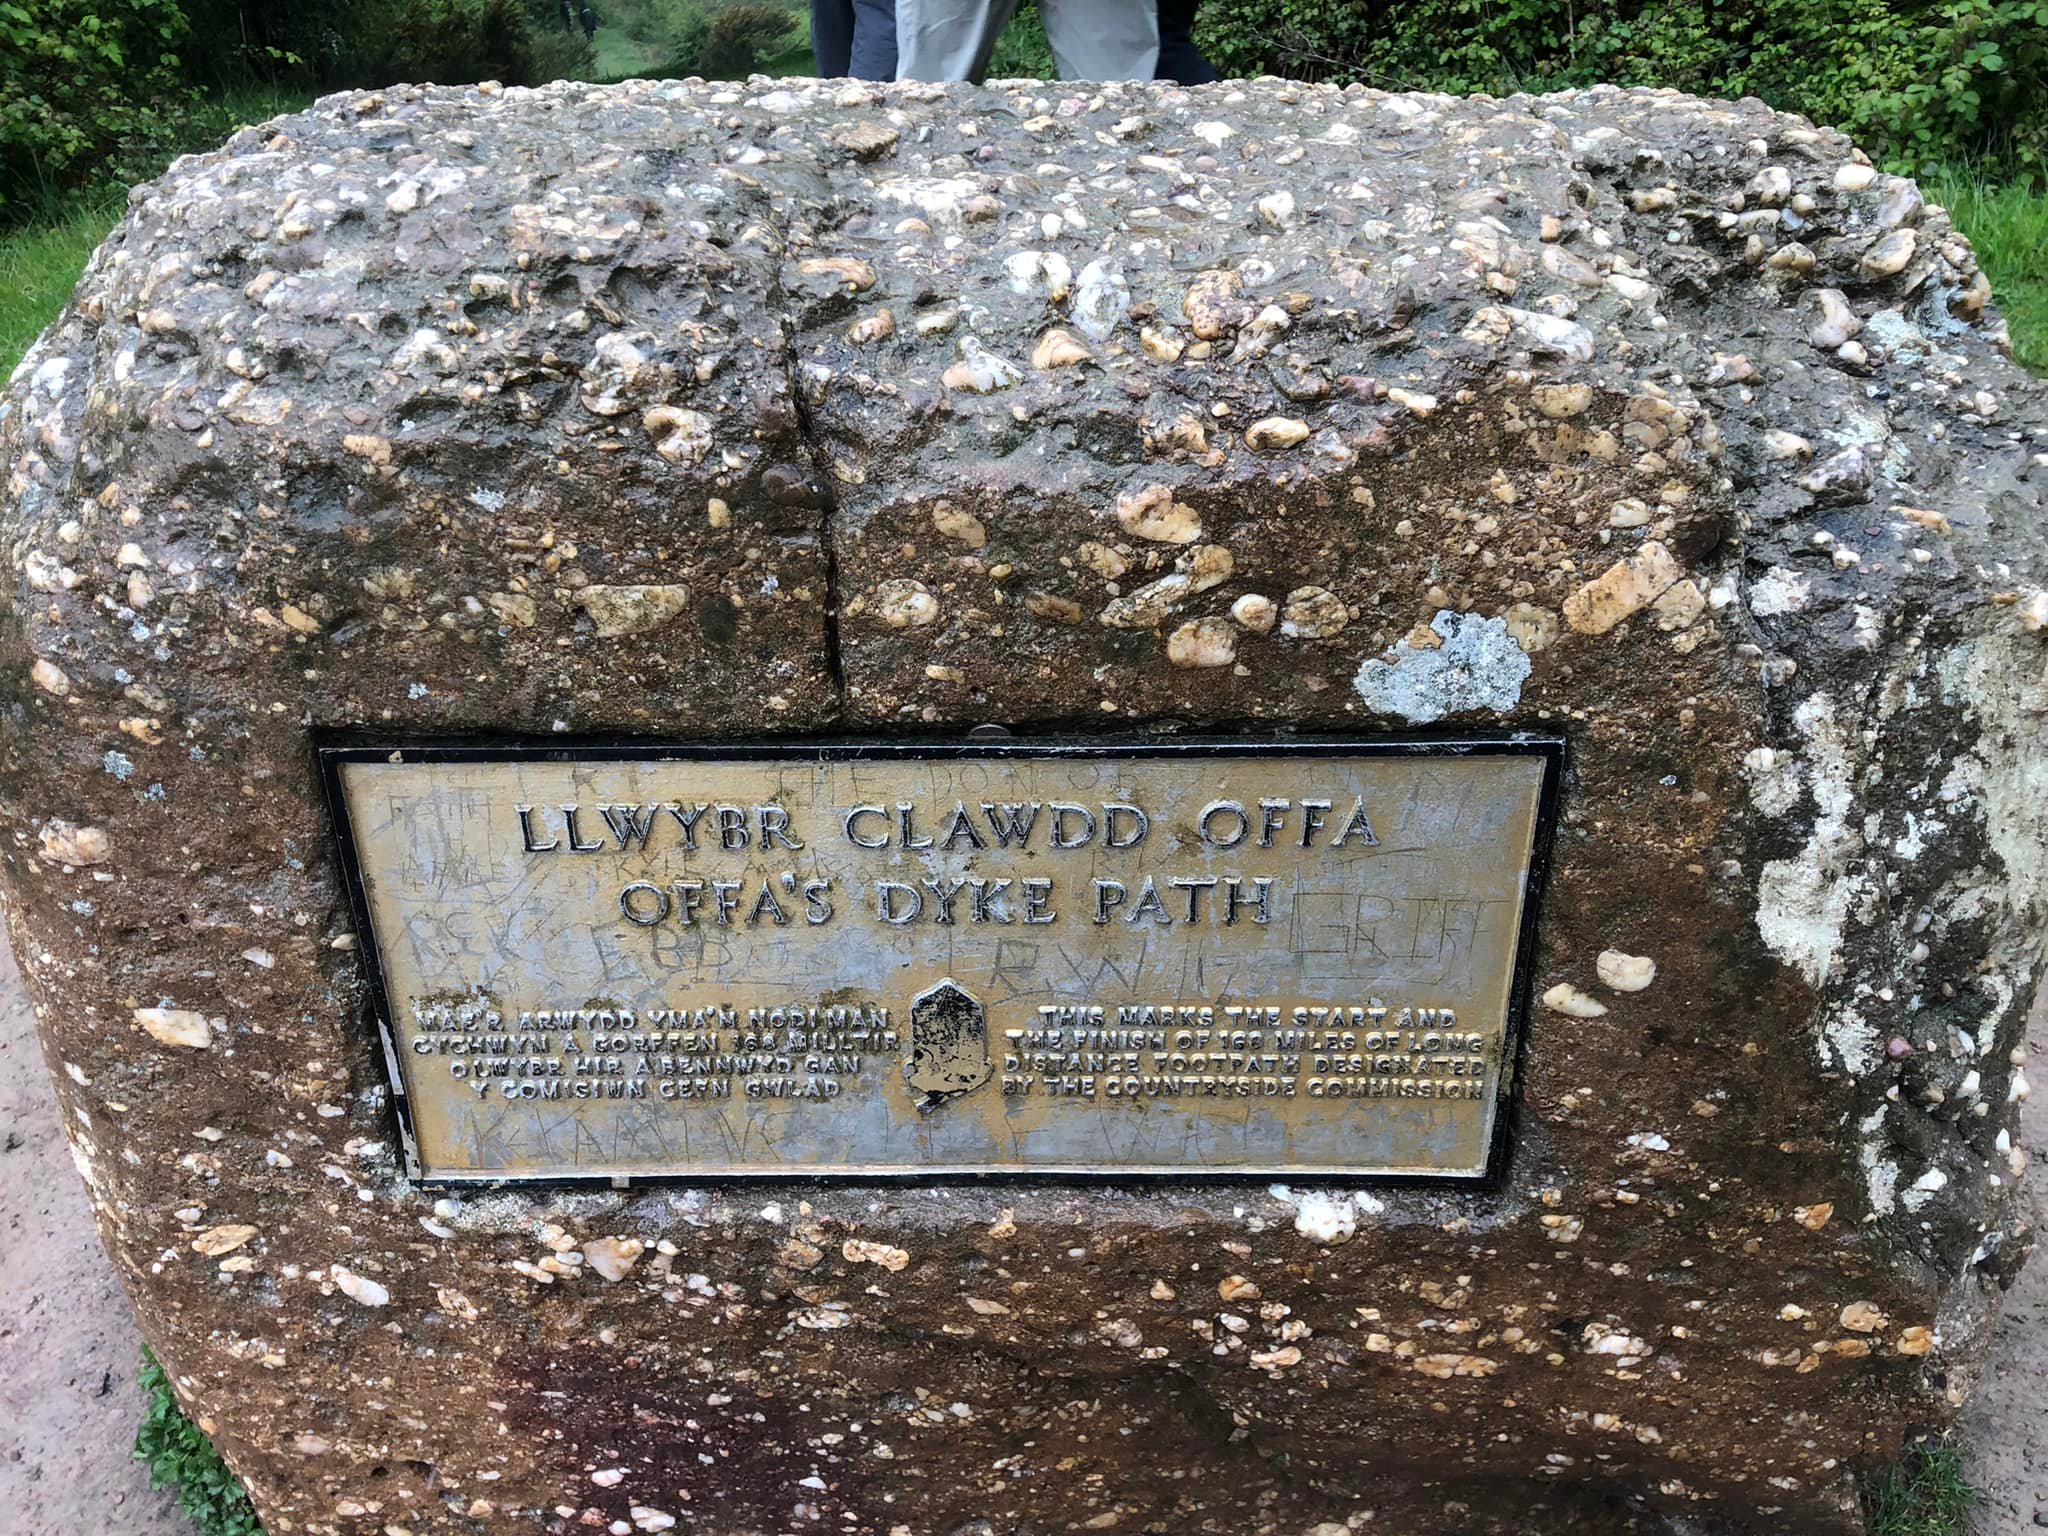 LLWYBR CLAWDD OFFA
OFFA'S DYKE PATH
MAE'R ARWYDD YMA'N NODI MAN
CYCHWYN A GORFFEN 168 MILLTIR
O LWYBR HIR A BENNWYD GAN
Y COMISIWN CEFN GWLAD
THIS MARKS THE START AND
THE FINISH OF 168 MILES OF LONG
DISTANCE FOOTPATH DESIGNATED
BY THE COUNTRYSIDE COMMISSION